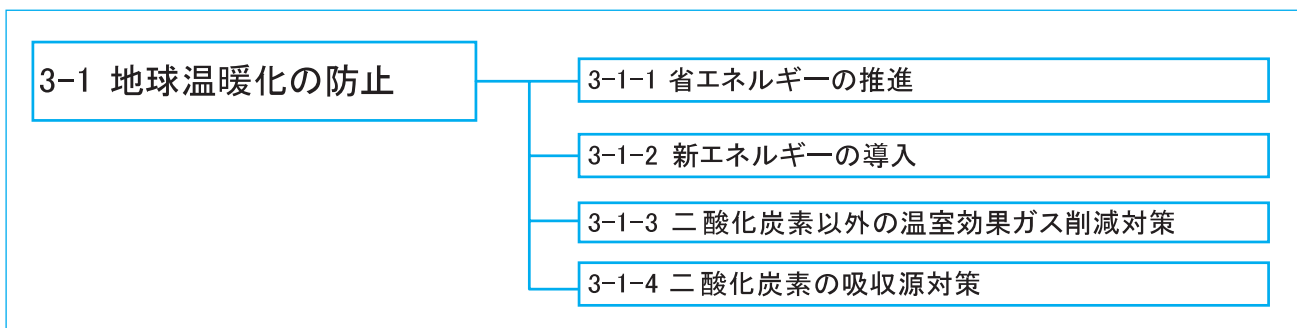 3-1 地球温暖化の防止
3-1-1 省エネルギーの推進
3-1-2 新エネルギーの導入
3-1-3 二酸化炭素以外の温室効果ガス削減対策
3-1-4 二酸化炭素の吸収源対策